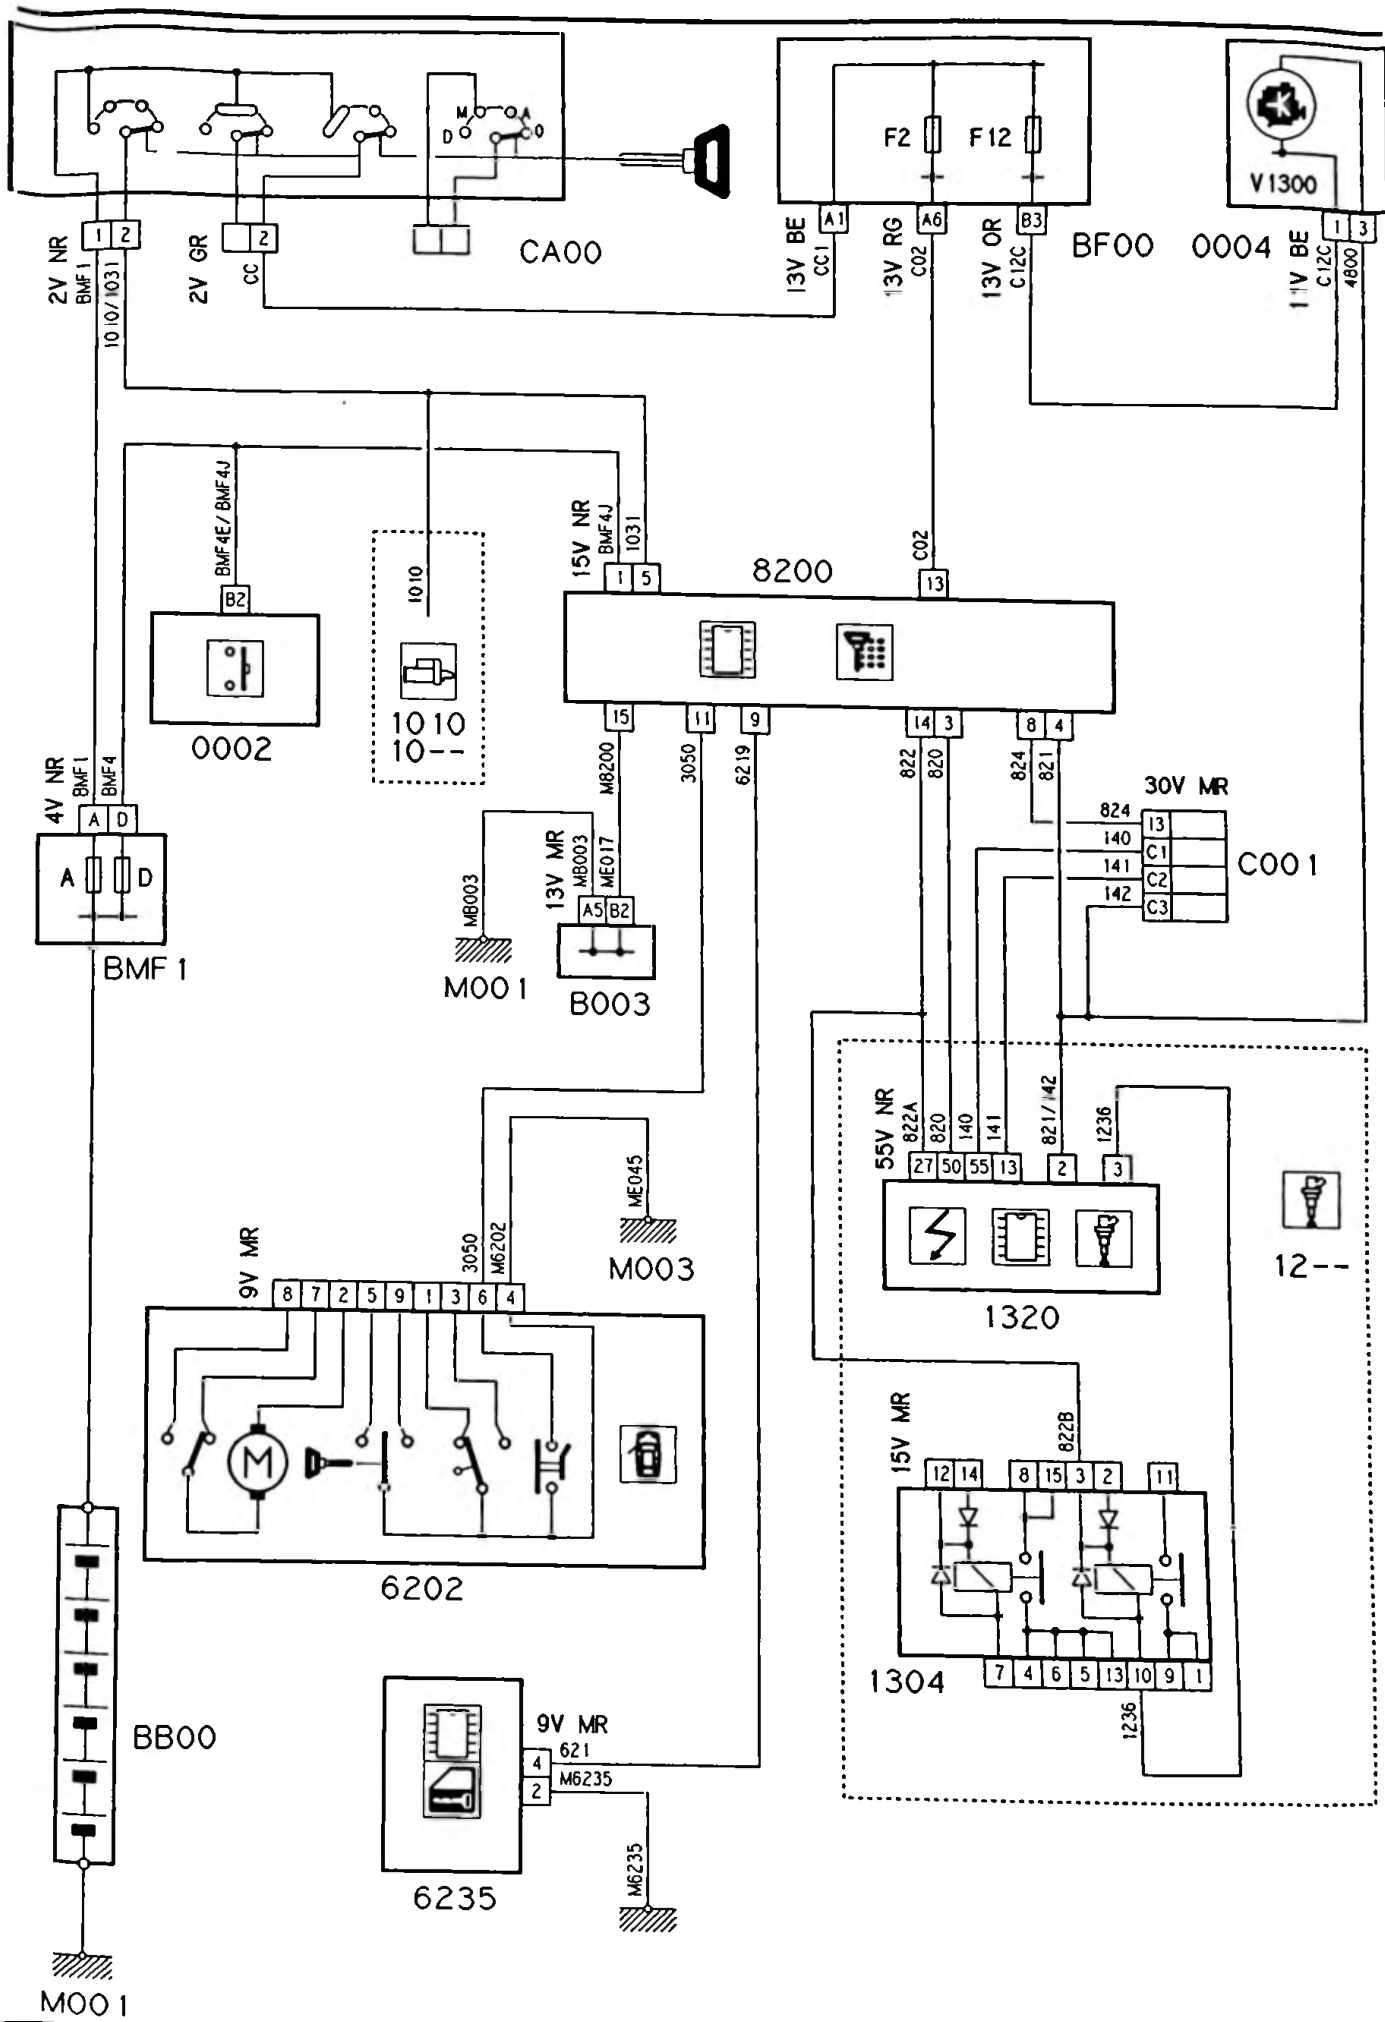 M A
D O
F2 F12
V1300
1 2 2 A1 A6 B3 1 3
2V NR BMF1 1010/1031 2V GR CC CA00 13V BE CC1 13V RG C02 13V OR C12C BF00 0004 11V BE C12C 4800
BMF4E/BMF4J 1010 15V NR BMF4J 1031 C02
8200
B2 1 5 13
0002
1010
10--
15 11 9 14 3 8 4
M8200 3050 6219 822 820 824 821
4V NR BMF1 BMF4
A D
A D
BMF1
30V MR
824 13
140 C1
141 C2
142 C3
C001
MB003 13V MR MB003 ME017
A5 B2
M001
B003
55V NR 822A 820 140 141 821/142 1236
27 50 55 13 2 3
1320
12--
ME045
M003
9V MR 3050 M6202
8 7 2 5 9 1 3 6 4
M
6202
15V MR 822B
12 14 8 15 3 2 11
7 4 6 5 13 10 9 1
1304
1236
BB00
9V MR
4 621
2 M6235
M6235
6235
M001